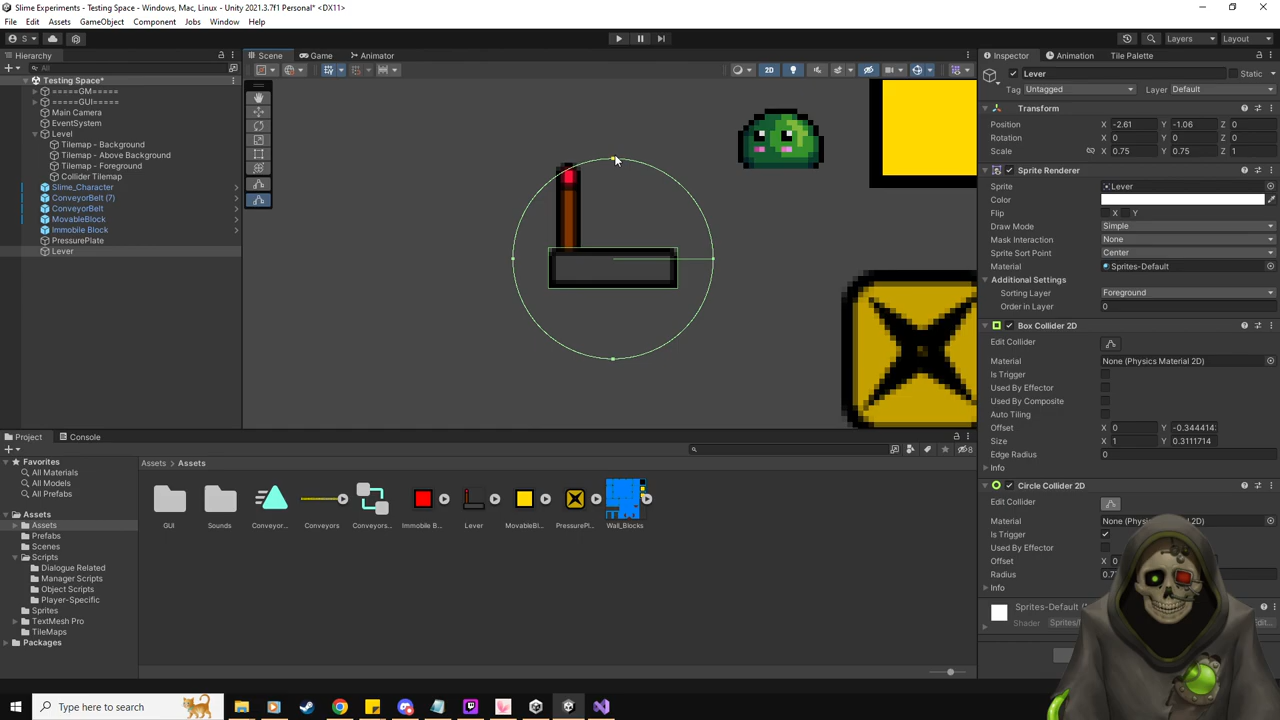 Slime Experiments - Testing Space - Windows, Mac, Linux - Unity 2021.3.7f1 Personal* <DX11>
File Edit Assets GameObject Component Jobs Window Help
S Layers Layout
Hierarchy Scene Game Animator Inspector Animation Tile Palette
All 2D Lever Static
Testing Space* Tag Untagged Layer Default
=====GM=====
=====GUI===== Transform
Main Camera Position X -2.61 Y -1.06 Z 0
EventSystem Rotation X 0 Y 0 Z 0
Level Scale X 0.75 Y 0.75 Z 1
Tilemap - Background
Tilemap - Above Background
Tilemap - Foreground Sprite Renderer
Collider Tilemap Sprite Lever
Slime_Character Color
ConveyorBelt (7) Flip X Y
ConveyorBelt Draw Mode Simple
MovableBlock Mask Interaction None
Immobile Block Sprite Sort Point Center
PressurePlate Material Sprites-Default
Lever Additional Settings
Sorting Layer Foreground
Order in Layer 0
Box Collider 2D
Edit Collider
Material None (Physics Material 2D)
Is Trigger
Used By Effector
Used By Composite
Auto Tiling
Offset X 0 Y -0.344414
Size X 1 Y 0.3111714
Edge Radius 0
Info
Circle Collider 2D
Edit Collider
Material
Is Trigger
Used By Effector
Offset X 0
Radius 0.7
Info
Sprites-Default
Shader
Project Console
8
Favorites Assets > Assets
All Materials
All Models
All Prefabs
Assets
Assets GUI Sounds Conveyor... Conveyors Conveyors... Immobile B... Lever MovableBl... PressurePl... Wall_Blocks
Prefabs
Scenes
Scripts
Dialogue Related
Manager Scripts
Object Scripts
Player-Specific
Sprites
TextMesh Pro
TileMaps
Packages
Type here to search